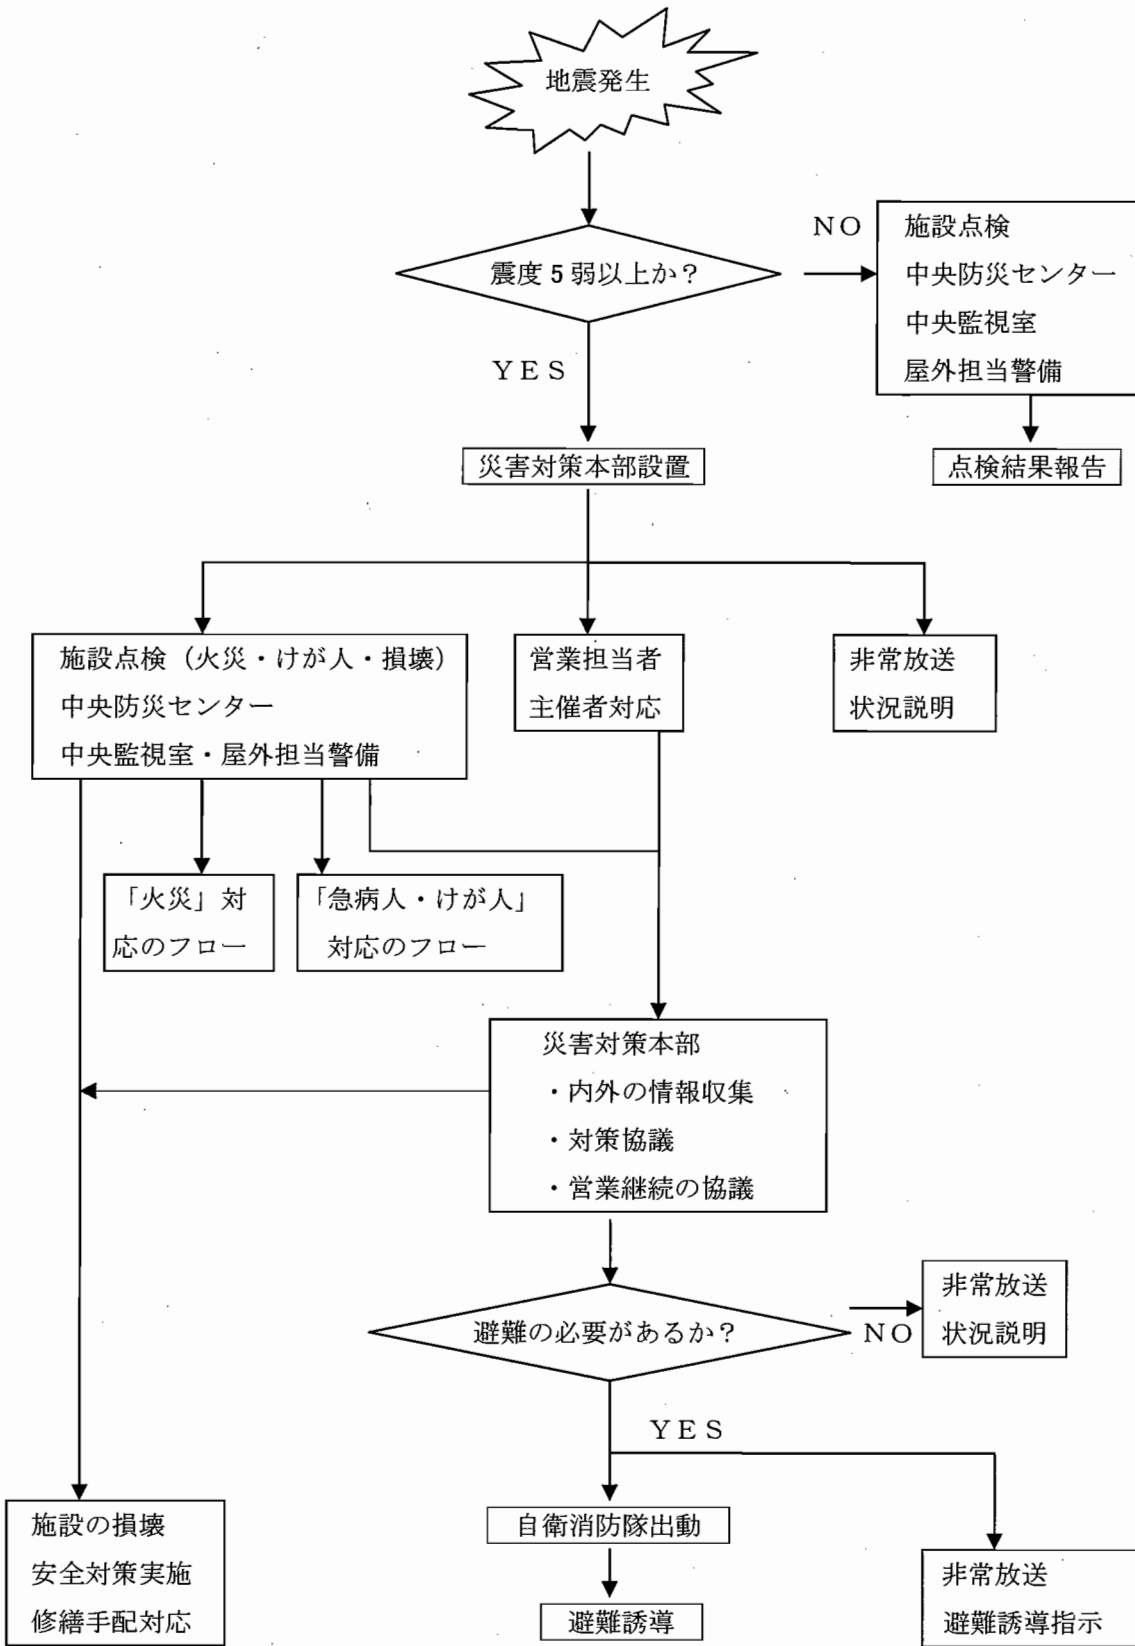 地震発生
震度5弱以上か?
NO
施設点検
中央防災センター
中央監視室
屋外担当警備
YES
災害対策本部設置
点検結果報告
施設点検(火災・けが人・損壊)
中央防災センター
中央監視室・屋外担当警備
営業担当者
主催者対応
非常放送
状況説明
「火災」対
応のフロー
「急病人・けが人」
対応のフロー
災害対策本部
・内外の情報収集
・対策協議
・営業継続の協議
避難の必要があるか?
NO
非常放送
状況説明
YES
施設の損壊
安全対策実施
修繕手配対応
自衛消防隊出動
避難誘導
非常放送
避難誘導指示